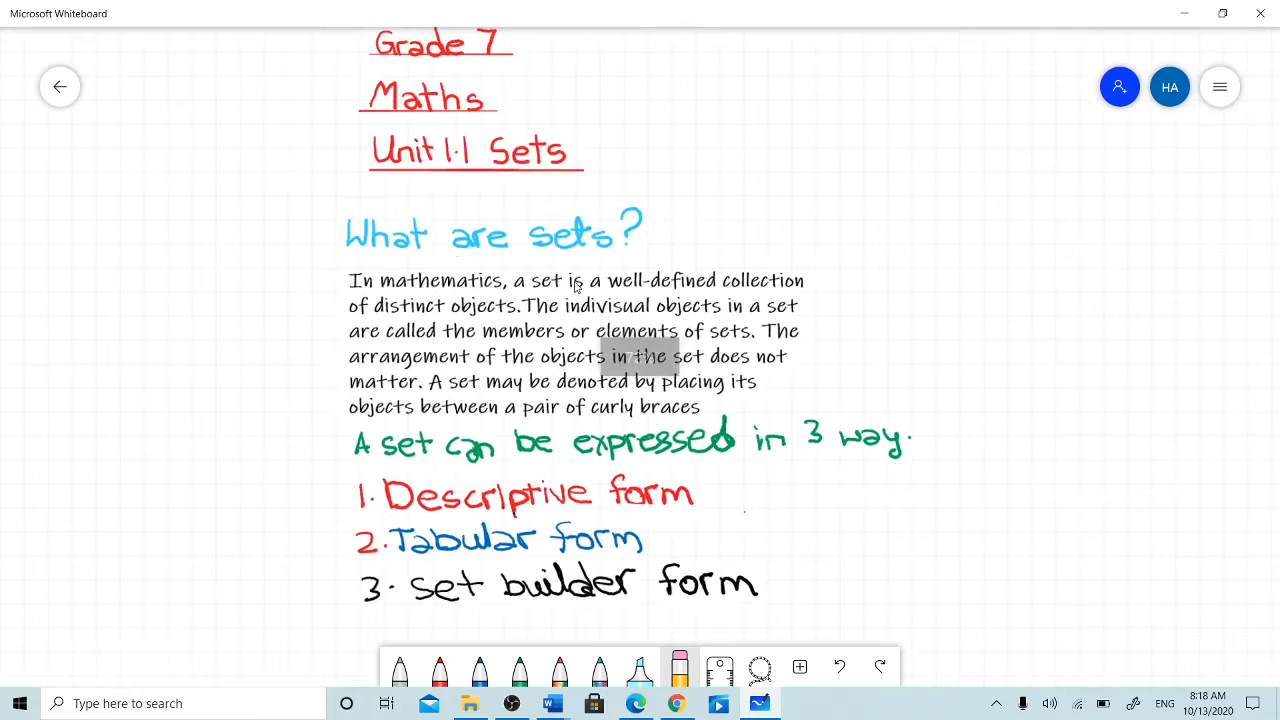 Microsoft Whiteboard
Grade 7
Maths
Unit 1.1 Sets
HA
What are sets?
In mathematics, a set is a well-defined collection
of distinct objects.The indivisual objects in a set
are called the members or elements of sets. The
arrangement of the objects in the set does not
matter. A set may be denoted by placing its
objects between a pair of curly braces
A set can be expressed in 3 way.
1. Descriptive form
2. Tabular form
3. set builder form
Type here to search
8:18 AM
10/13/2020